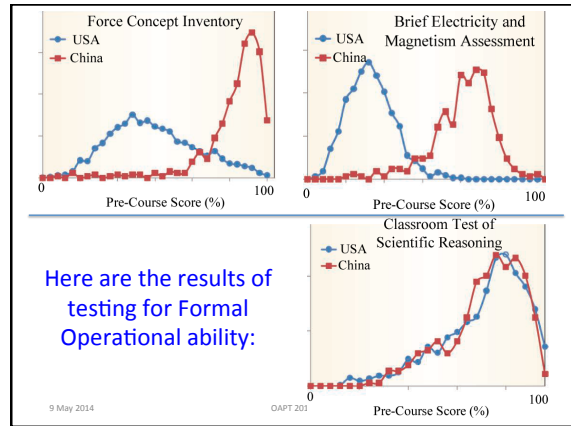 Force Concept Inventory
USA
China
0
100
Pre-Course Score (%)
Brief Electricity and
Magnetism Assessment
USA
China
0
100
Pre-Course Score (%)
Here are the results of
testing for Formal
Operational ability:
Classroom Test of
Scientific Reasoning
USA
China
0
100
Pre-Course Score (%)
9 May 2014
OAPT 201